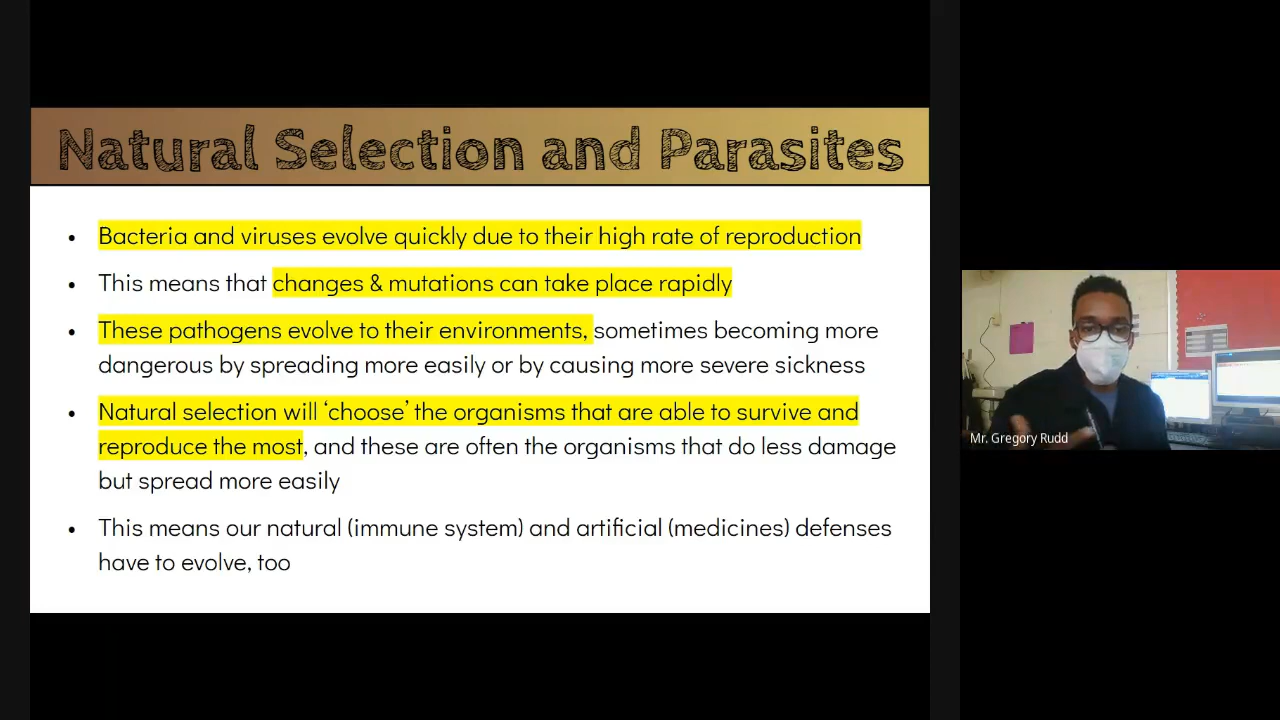 Natural Selection and Parasites
• Bacteria and viruses evolve quickly due to their high rate of reproduction
• This means that changes & mutations can take place rapidly
• These pathogens evolve to their environments, sometimes becoming more
dangerous by spreading more easily or by causing more severe sickness
• Natural selection will ‘choose’ the organisms that are able to survive and
reproduce the most, and these are often the organisms that do less damage
but spread more easily
• This means our natural (immune system) and artificial (medicines) defenses
have to evolve, too
Mr. Gregory Rudd